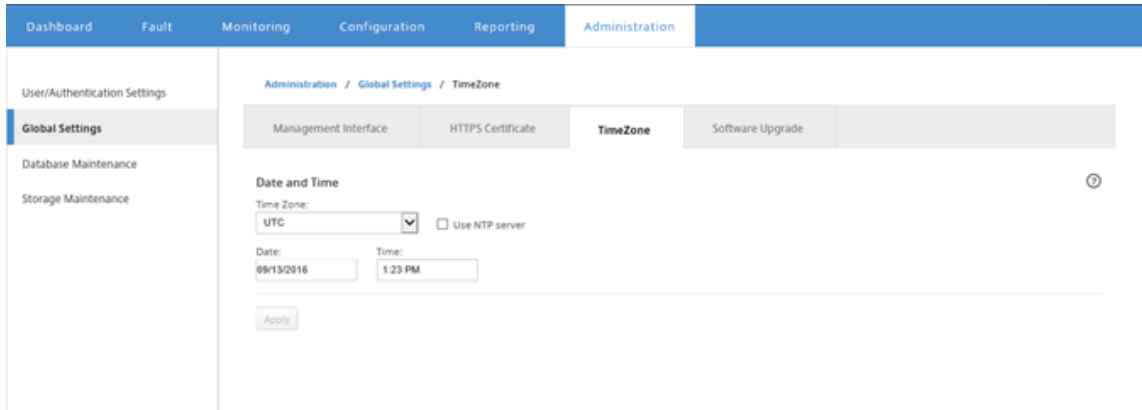 Dashboard Fault Monitoring Configuration Reporting Administration
User/Authentication Settings
Global Settings
Database Maintenance
Storage Maintenance
Administration / Global Settings / TimeZone
Management Interface HTTPS Certificate TimeZone Software Upgrade
Date and Time ?
Time Zone:
UTC Use NTP server
Date: Time:
09/13/2016 1:23 PM
Apply